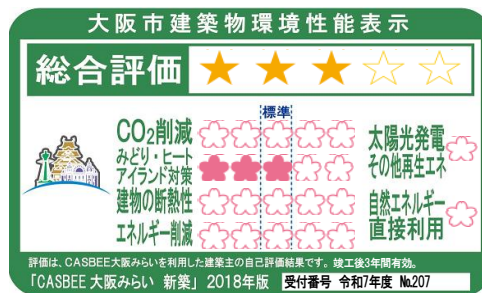 大阪市建築物環境性能表示
総合評価
標準
CO₂削減
みどり・ヒート
アイランド対策
建物の断熱性
エネルギー削減
太陽光発電
その他再生エネ
自然エネルギー
直接利用
評価は、CASBEE大阪みらいを利用した建築主の自己評価結果です。竣工後3年間有効。
「CASBEE大阪みらい 新築」2018年版 受付番号 令和7年度 №207